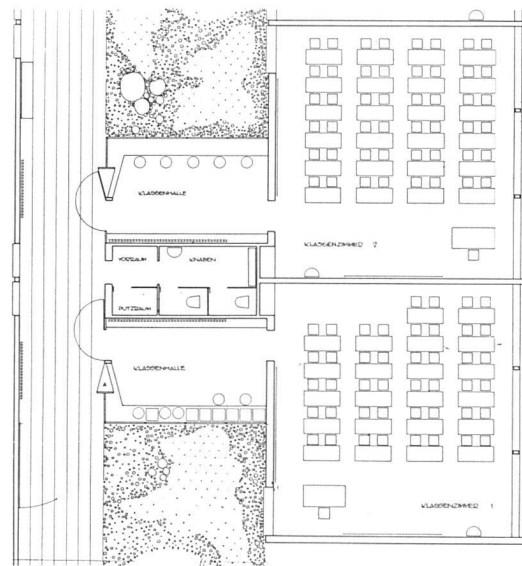 KLASSENHALLE
KLASSENZIMMER 2
VORRAUM
KNABEN
PUTZRAUM
KLASSENHALLE
KLASSENZIMMER 1